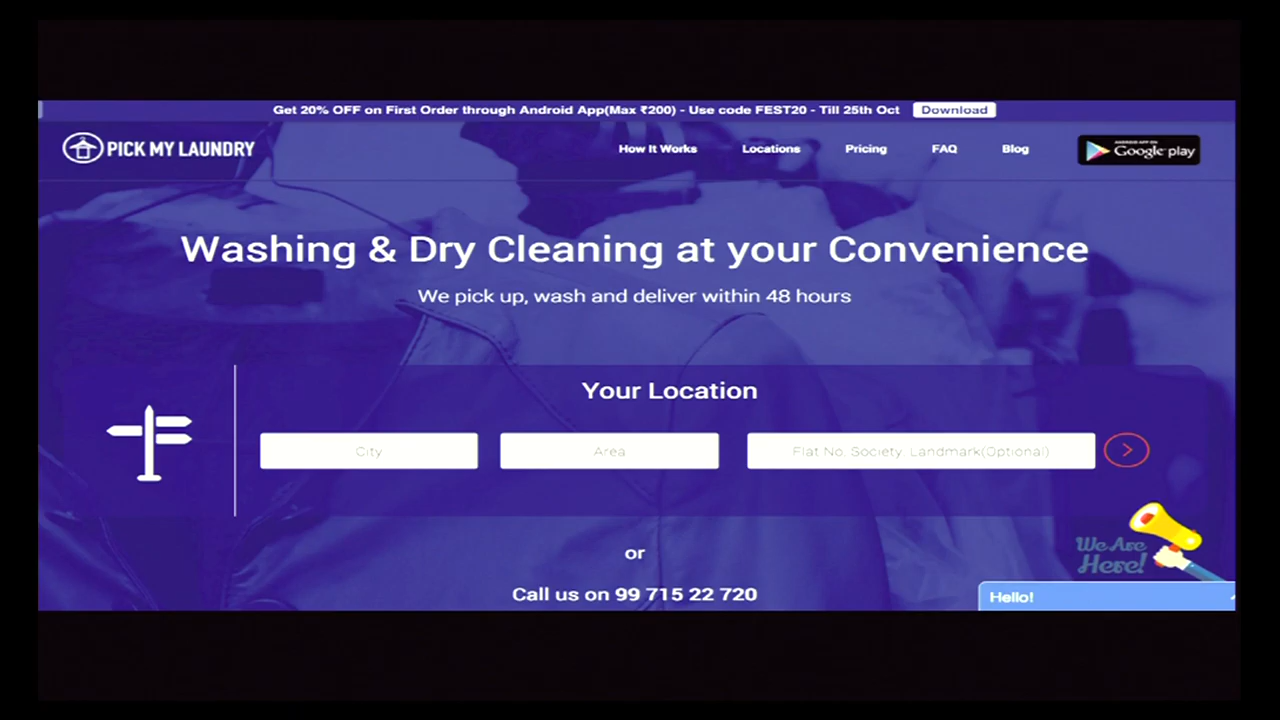 Get 20% OFF on First Order through Android App(Max ₹200) - Use code FEST20 - Till 25th Oct Download
PICK MY LAUNDRY How It Works Locations Pricing FAQ Blog ANDROID APP ON Google play
Washing & Dry Cleaning at your Convenience
We pick up, wash and deliver within 48 hours
Your Location
City Area Flat No. Society. Landmark(Optional)
or
We Are
Here!
Call us on 99 715 22 720
Hello!